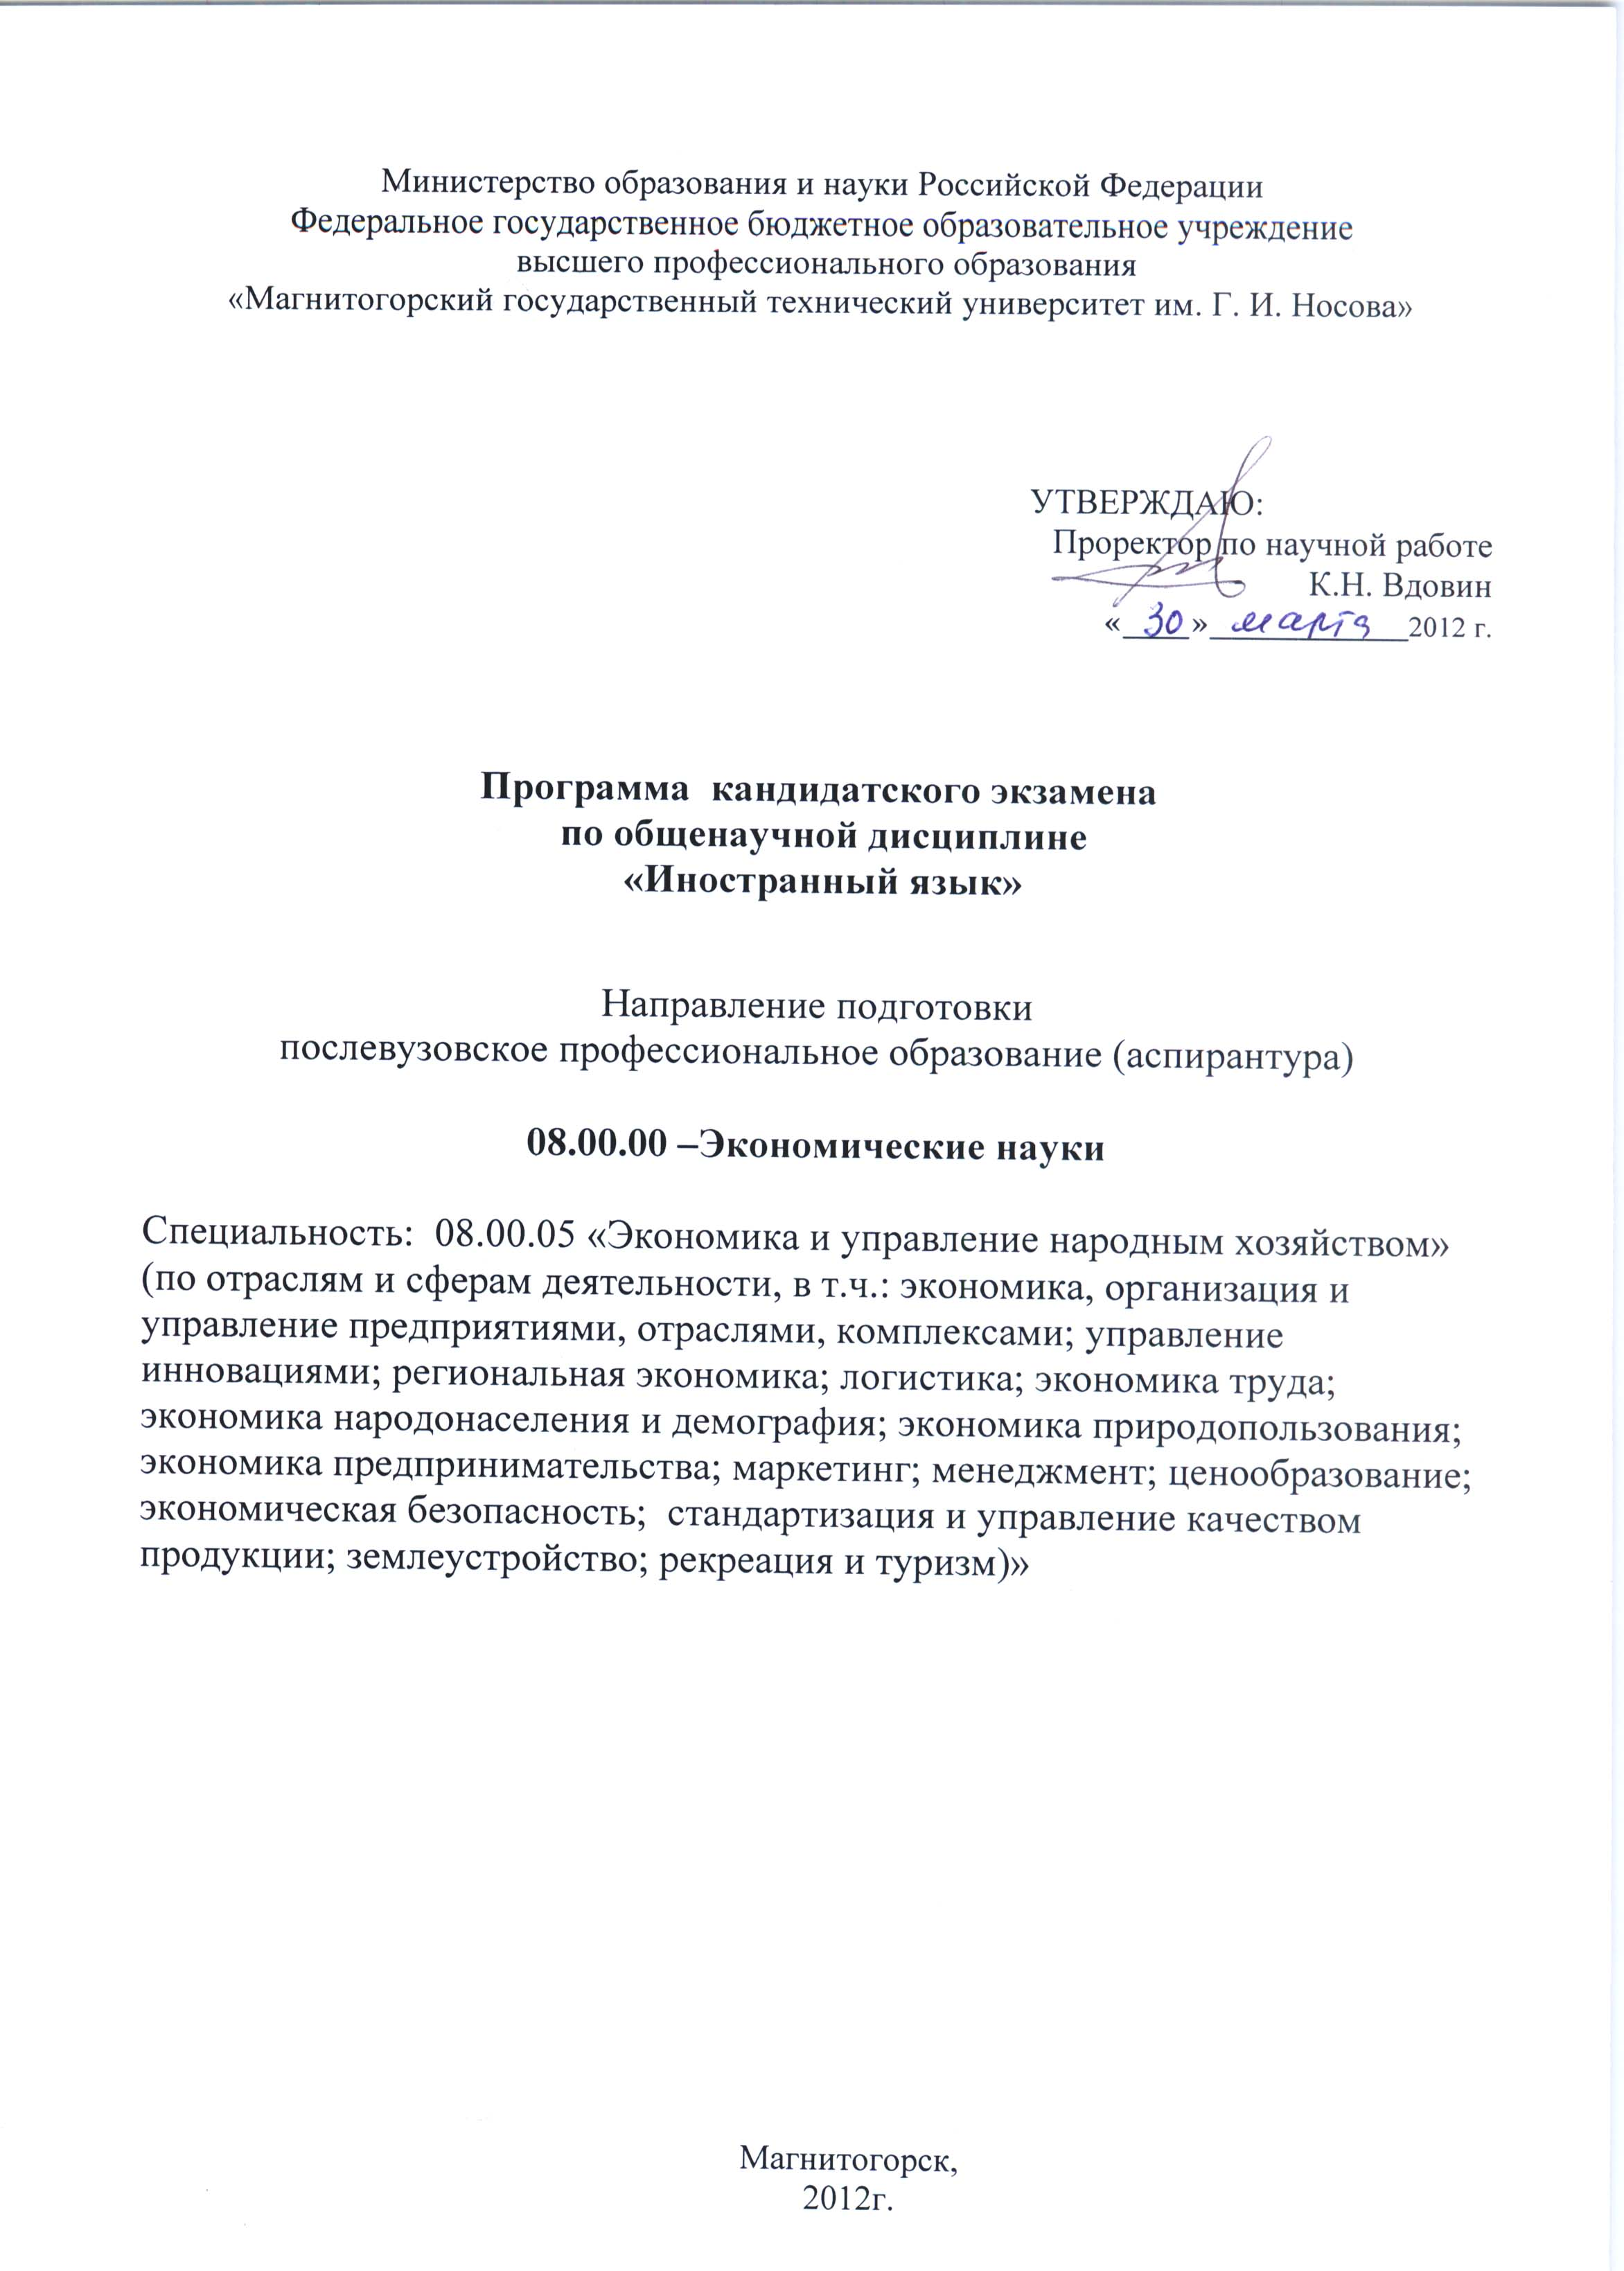 Министерство образования и науки Российской Федерации
Федеральное государственное бюджетное образовательное учреждение
высшего профессионального образования
«Магнитогорский государственный технический университет им. Г. И. Носова»
УТВЕРЖДАЮ:
Проректор по научной работе
К.Н. Вдовин
«30» марта 2012 г.
Программа кандидатского экзамена
по общенаучной дисциплине
«Иностранный язык»
Направление подготовки
послевузовское профессиональное образование (аспирантура)
08.00.00 –Экономические науки
Специальность: 08.00.05 «Экономика и управление народным хозяйством»
(по отраслям и сферам деятельности, в т.ч.: экономика, организация и
управление предприятиями, отраслями, комплексами; управление
инновациями; региональная экономика; логистика; экономика труда;
экономика народонаселения и демография; экономика природопользования;
экономика предпринимательства; маркетинг; менеджмент; ценообразование;
экономическая безопасность; стандартизация и управление качеством
продукции; землеустройство; рекреация и туризм)»
Магнитогорск,
2012г.